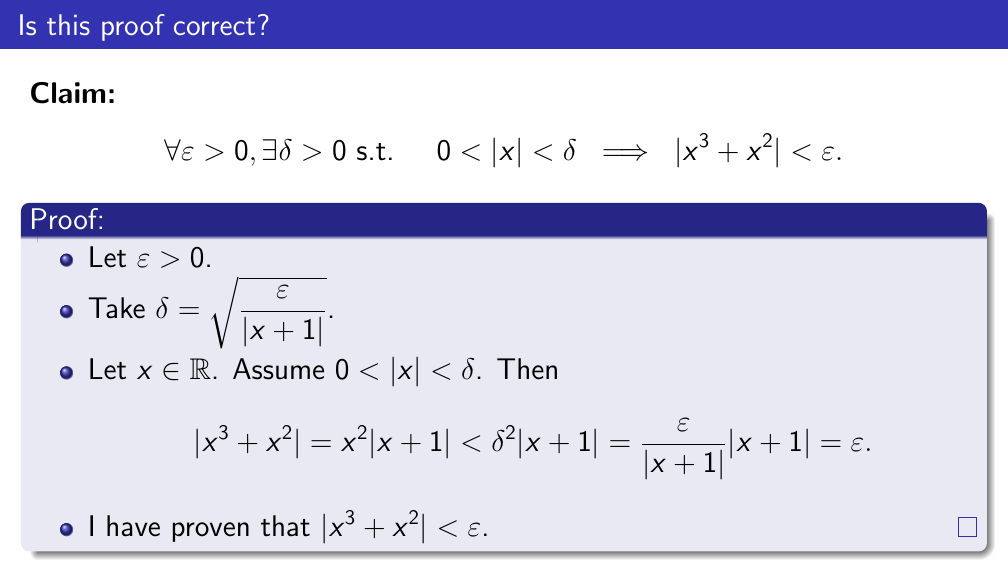 Is this proof correct?
Claim:
∀ε > 0, ∃δ > 0 s.t. 0 < |x| < δ ⟹ |x³ + x²| < ε.
Proof:
Let ε > 0.
Take δ = √(ε/|x + 1|).
Let x ∈ ℝ. Assume 0 < |x| < δ. Then
|x³ + x²| = x²|x + 1| < δ²|x + 1| = ε/|x + 1| |x + 1| = ε.
I have proven that |x³ + x²| < ε.